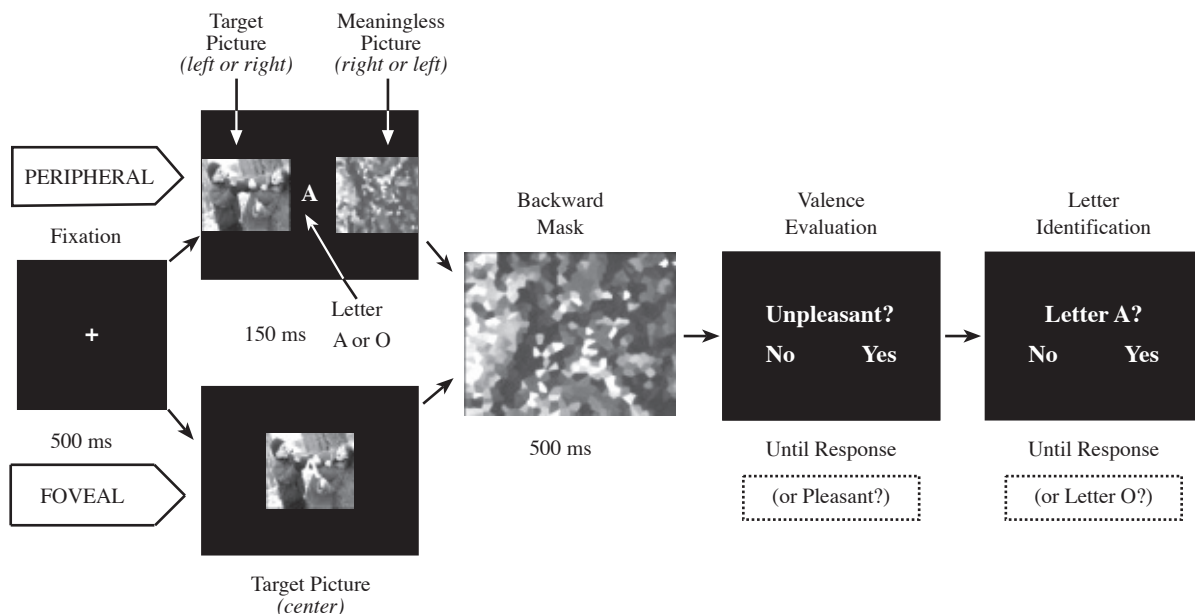 Target
Picture
(left or right)
Meaningless
Picture
(right or left)
PERIPHERAL
A
Fixation
+
500 ms
150 ms
Letter
A or O
FOVEAL
Target Picture
(center)
Backward
Mask
500 ms
Valence
Evaluation
Unpleasant?
No Yes
Until Response
(or Pleasant?)
Letter
Identification
Letter A?
No Yes
Until Response
(or Letter O?)